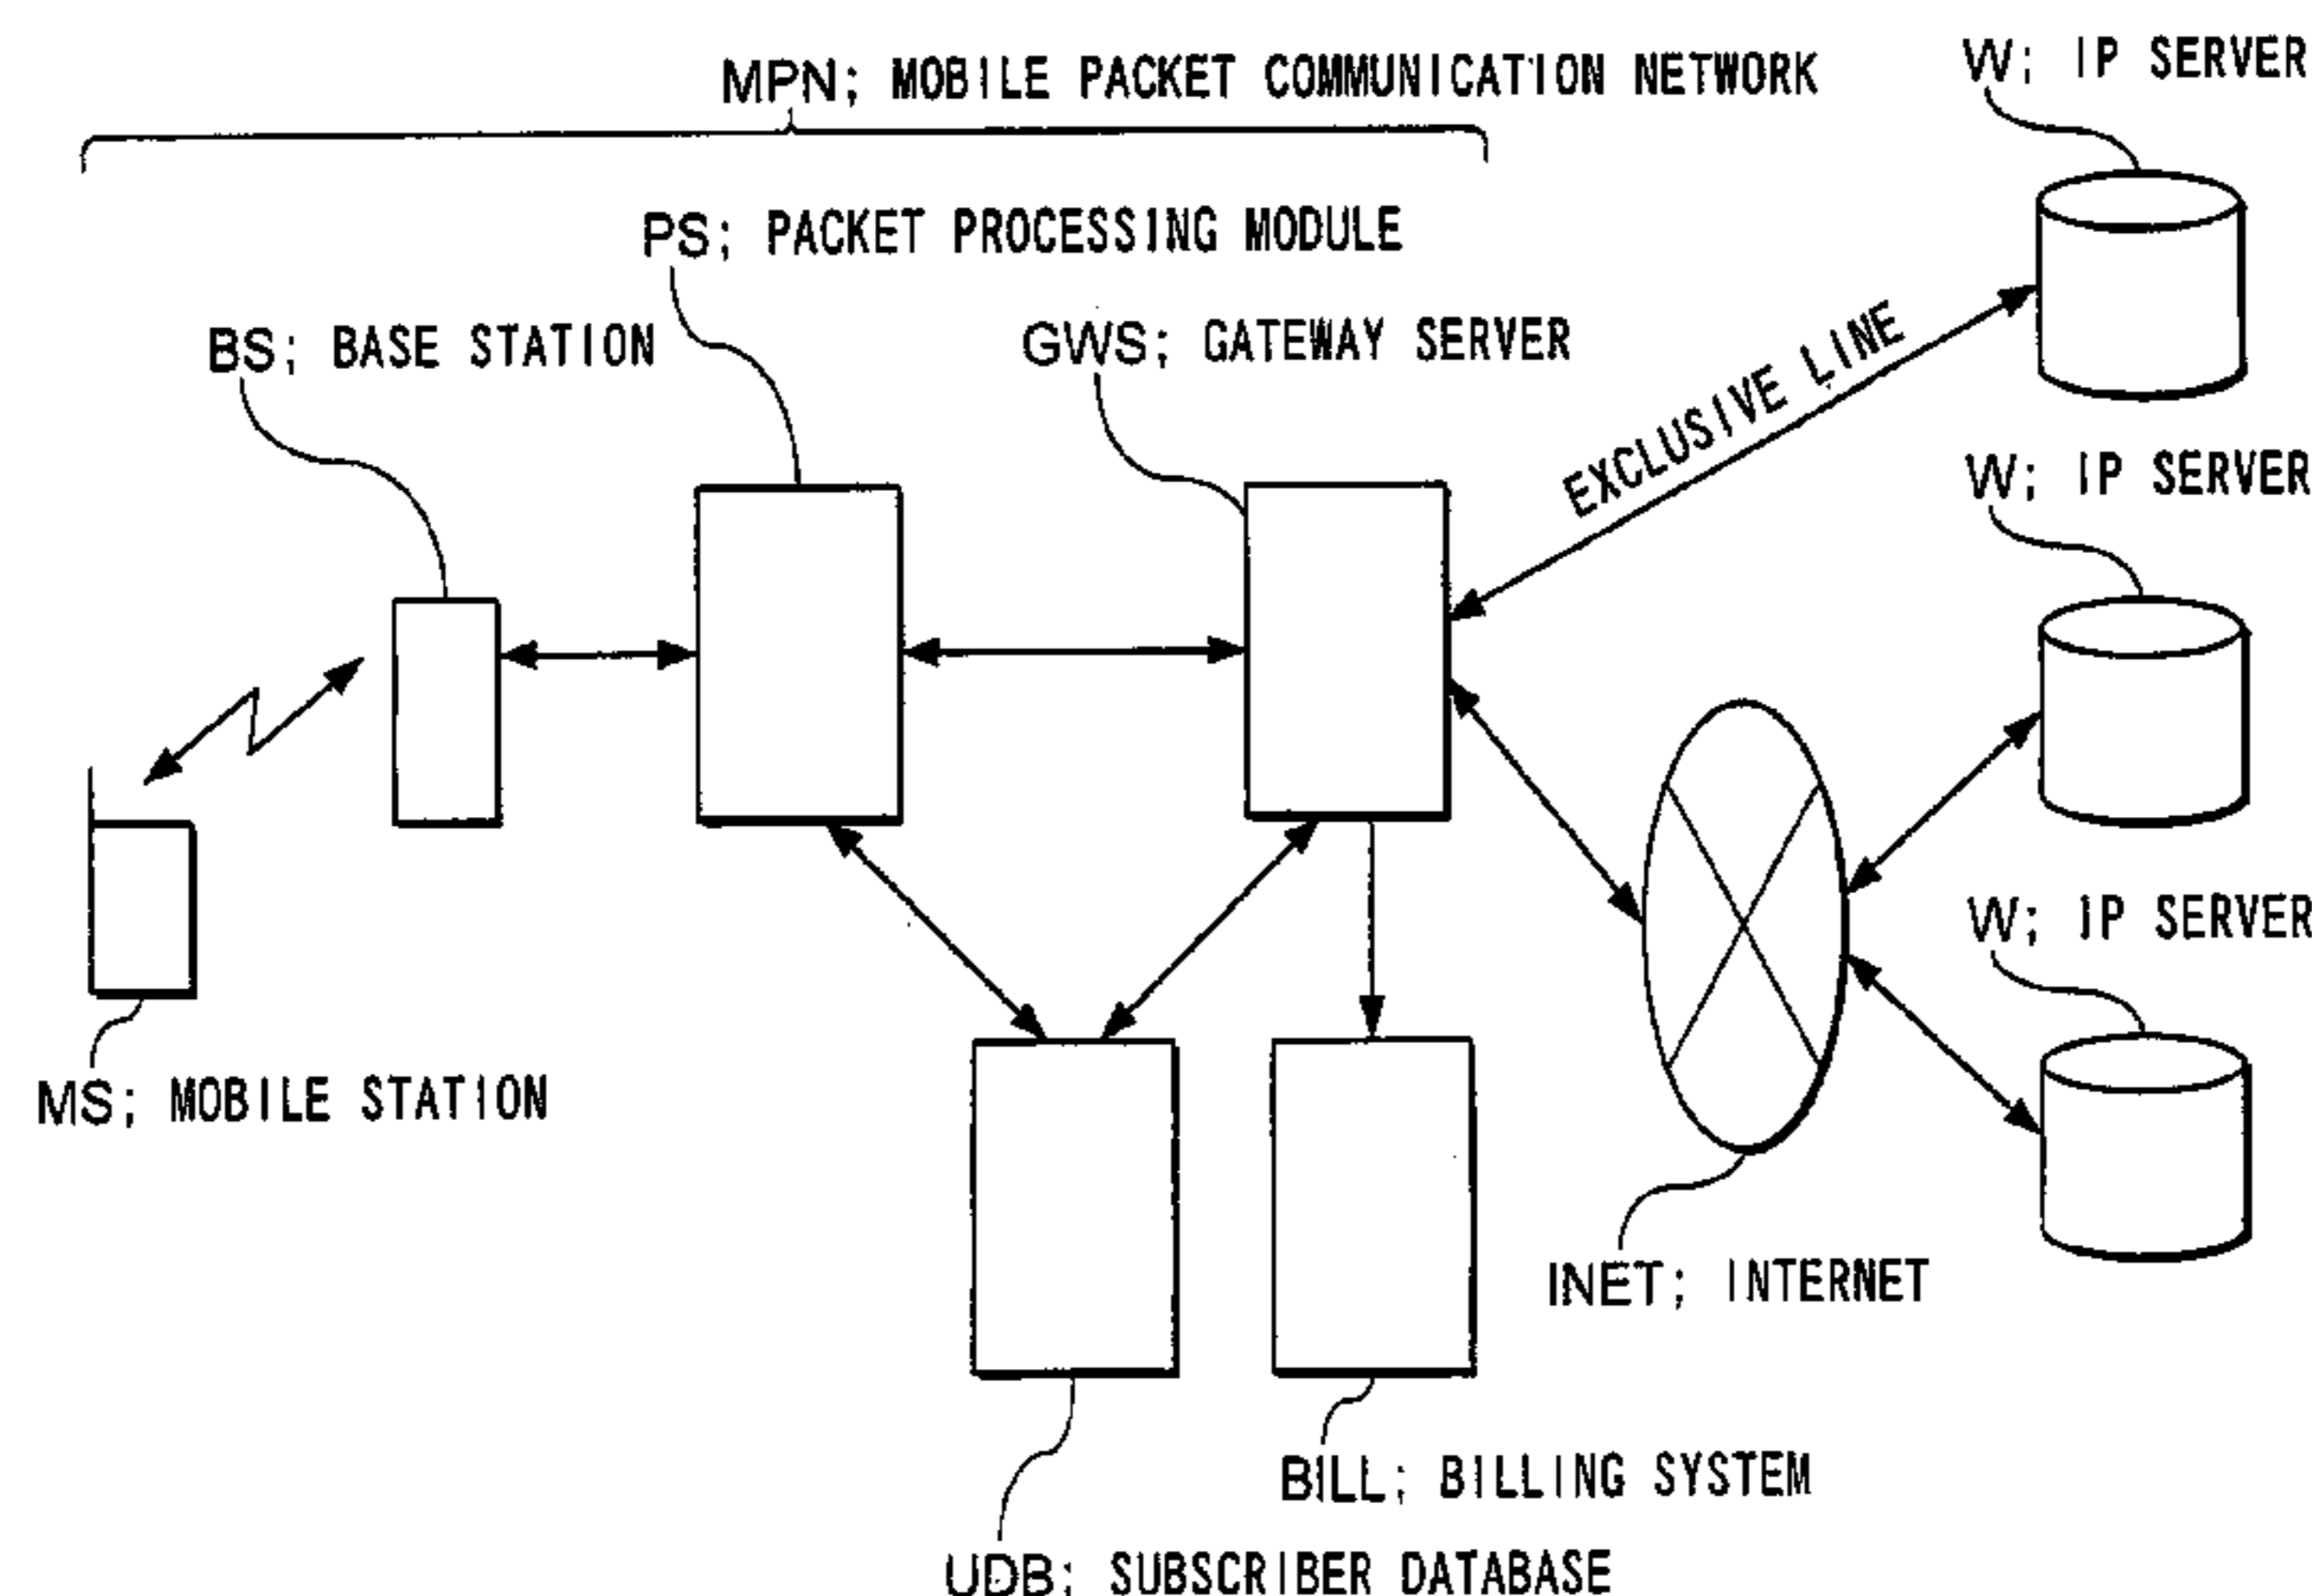 MPN; MOBILE PACKET COMMUNICATION NETWORK
W; IP SERVER
PS; PACKET PROCESSING MODULE
BS; BASE STATION
GWS; GATEWAY SERVER
EXCLUSIVE LINE
W; IP SERVER
W; IP SERVER
MS; MOBILE STATION
INET; INTERNET
BILL; BILLING SYSTEM
UDB; SUBSCRIBER DATABASE